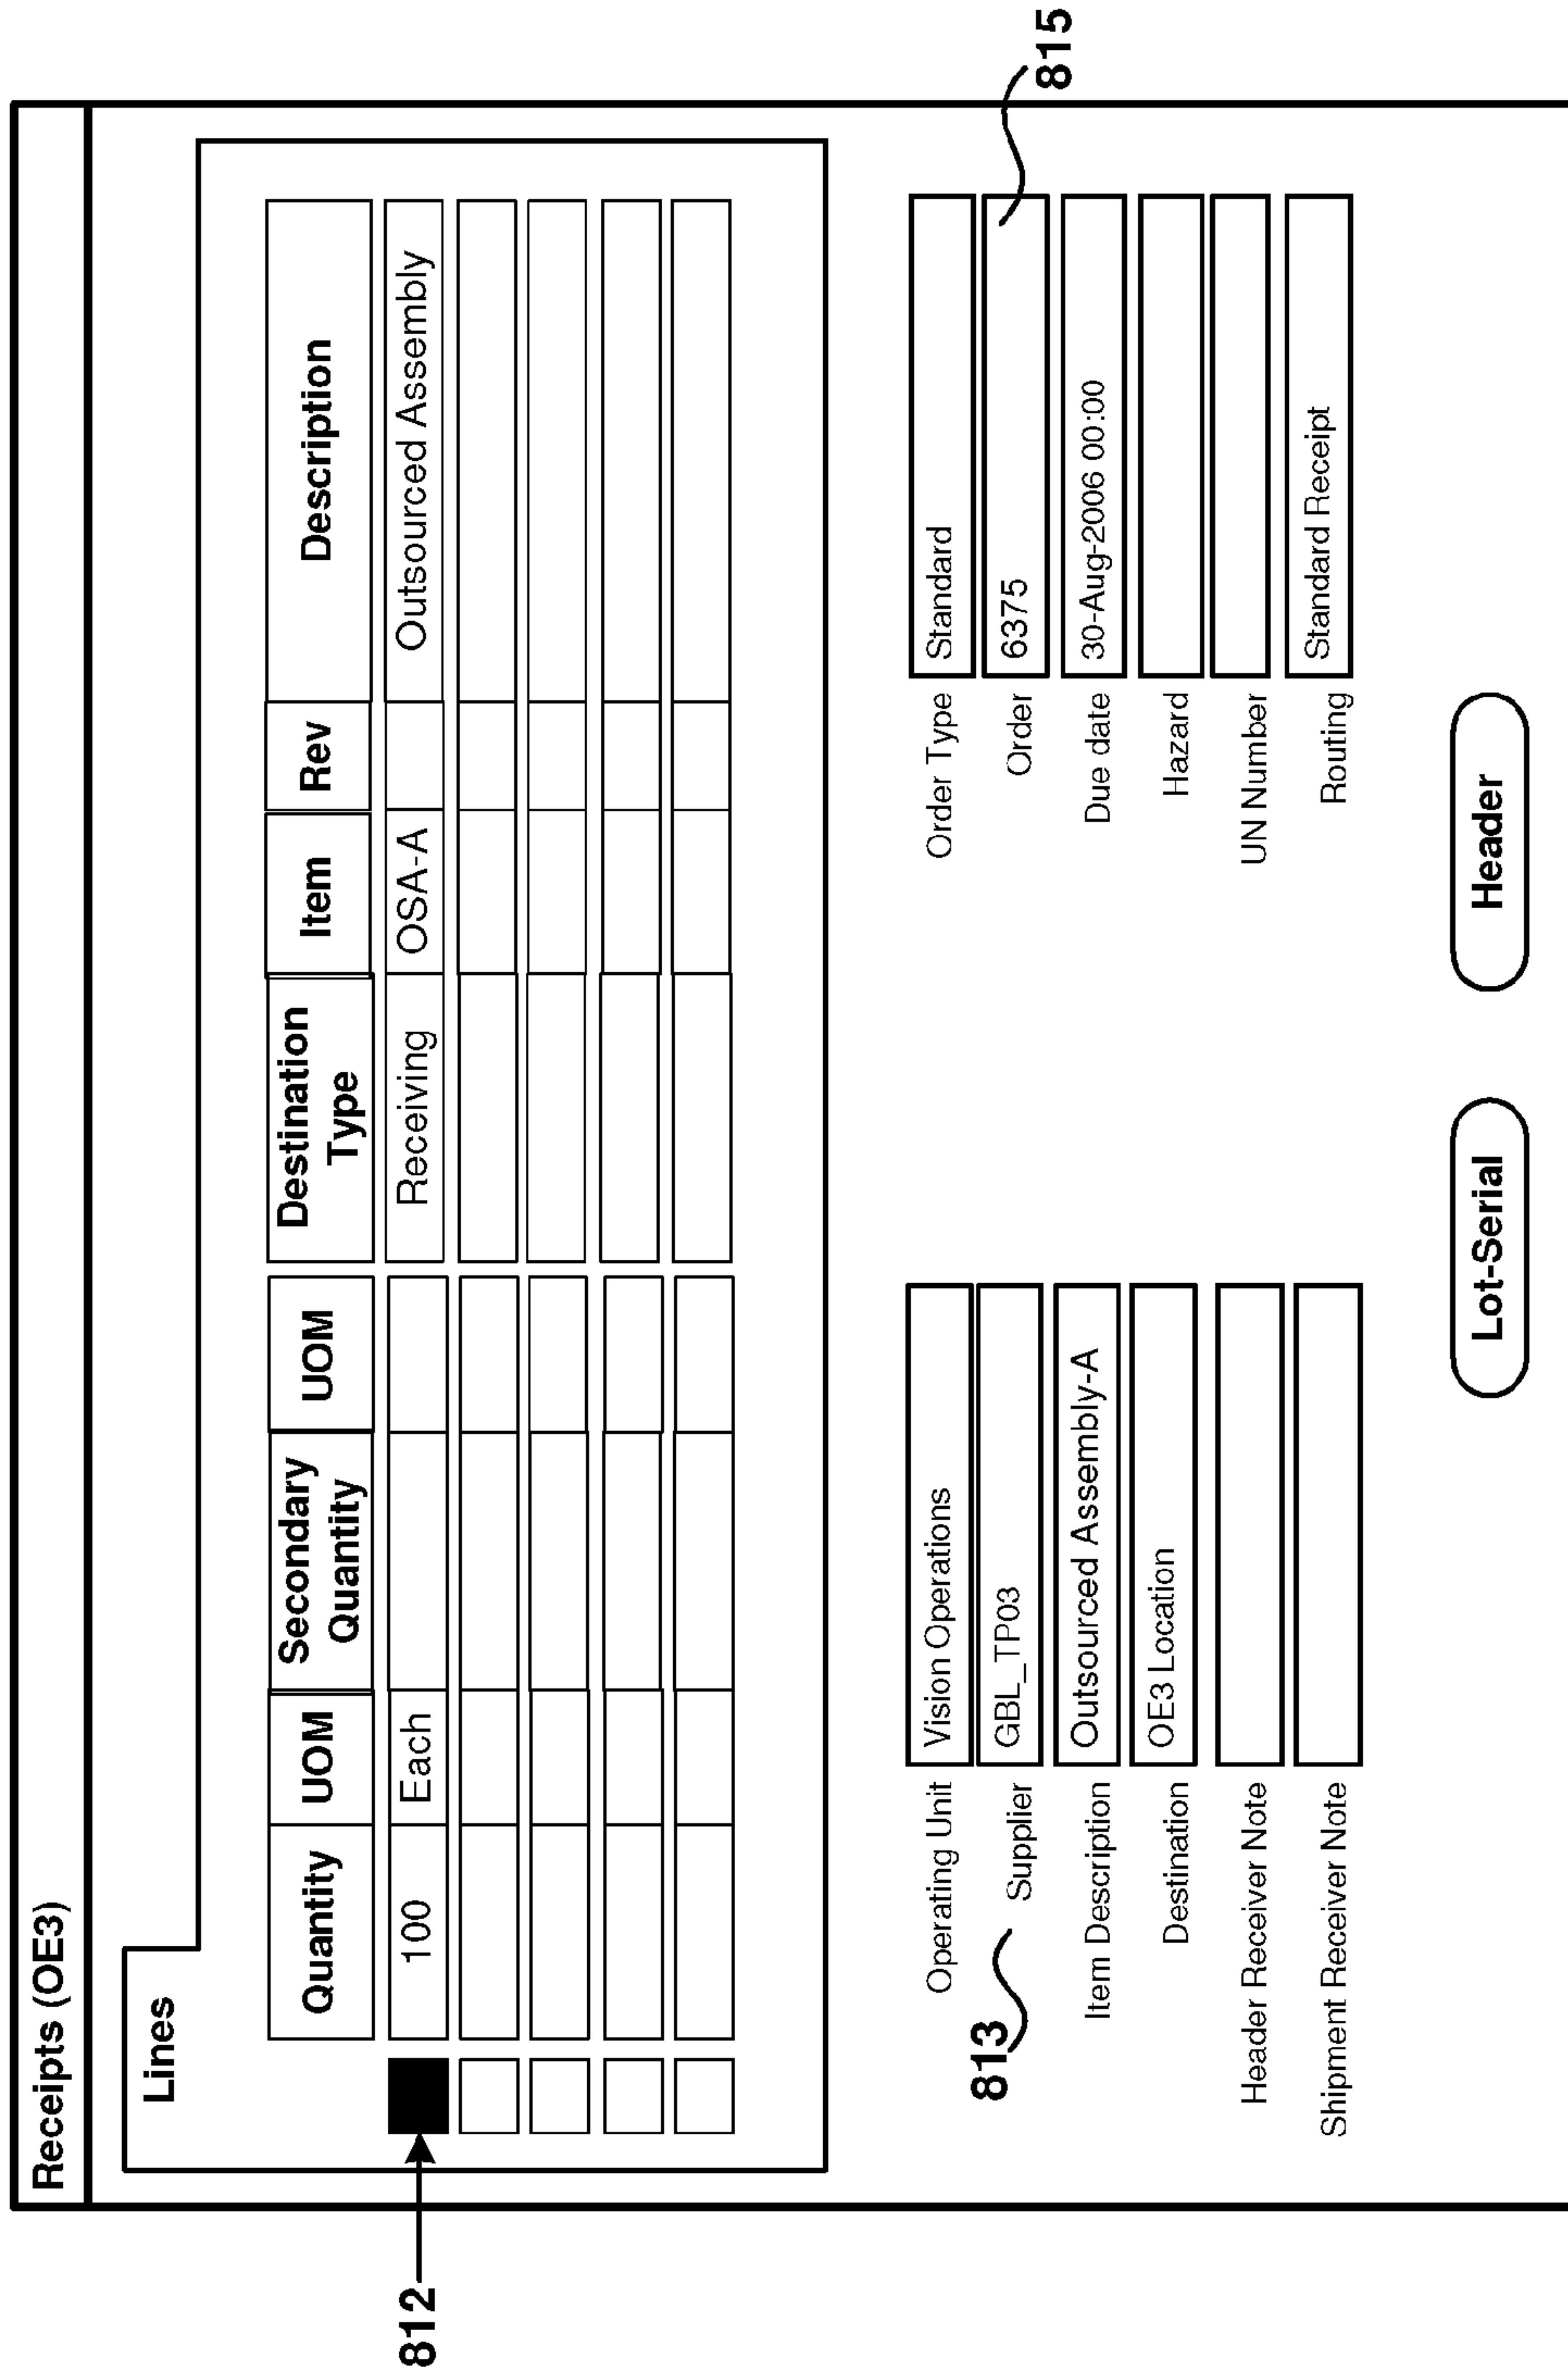 Receipts (OE3)
Lines
Quantity UOM Secondary Quantity UOM Destination Type Item Rev Description
812
100 Each Receiving OSA-A Outsourced Assembly
Operating Unit Vision Operations
813
Supplier GBL_TP03
Item Description Outsourced Assembly-A
Destination OE3 Location
Header Receiver Note
Shipment Receiver Note
Order Type Standard
Order 6375
815
Due date 30-Aug-2006 00:00
Hazard
UN Number
Routing Standard Receipt
Lot-Serial
Header